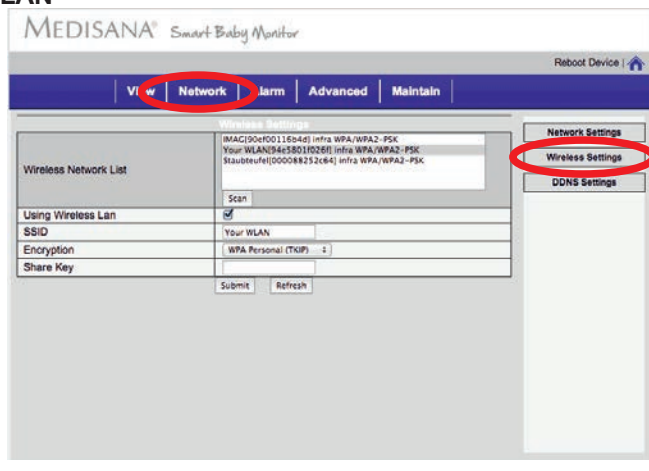 LAN
MEDISANA® Smart Baby Monitor
Reboot Device |
View | Network | Alarm | Advanced | Maintain |
Wireless Settings
Wireless Network List
IMAC[90ef00116b4d] infra WPA/WPA2-PSK
Your WLAN[94e5801f026f] infra WPA/WPA2-PSK
Staubteufel[000088252c64] infra WPA/WPA2-PSK
Scan
Using Wireless Lan
SSID Your WLAN
Encryption WPA Personal (TKIP)
Share Key
Submit Refresh
Network Settings
Wireless Settings
DDNS Settings